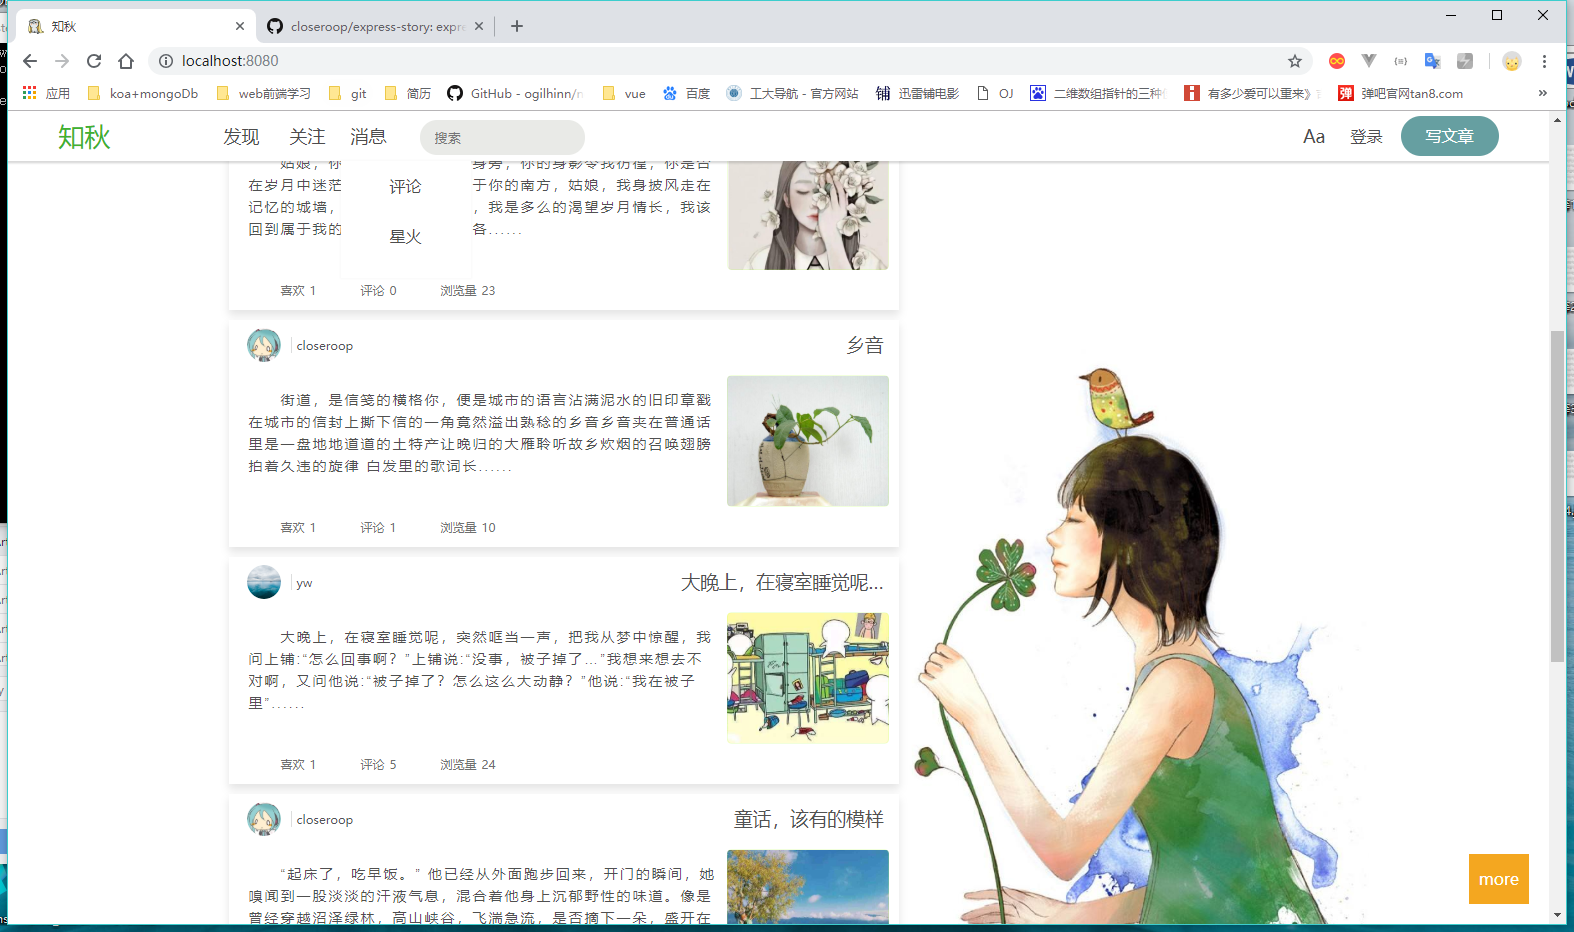 知秋
closeroop/express-story: expre
localhost:8080
应用
koa+mongoDb
web前端学习
git
简历
GitHub - ogilhinn/n
vue
百度
工大导航 - 官方网站
迅雷铺电影
OJ
二维数组指针的三种
有多少爱可以重来》
弹吧官网tan8.com
知秋
发现
关注
消息
搜索
Aa
登录
写文章
评论
星火
姑娘，你
身旁，你的身影令我彷徨，你是否
在岁月中迷茫
于你的南方，姑娘，我身披风走在
记忆的城墙，
，我是多么的渴望岁月情长，我该
回到属于我的
各......
喜欢 1
评论 0
浏览量 23
closeroop
乡音
街道，是信笺的横格你，便是城市的语言沾满泥水的旧印章戳
在城市的信封上撕下信的一角竟然溢出熟稔的乡音乡音夹在普通话
里是一盘地地道道的土特产让晚归的大雁聆听故乡炊烟的召唤翅膀
拍着久违的旋律 白发里的歌词长......
喜欢 1
评论 1
浏览量 10
yw
大晚上，在寝室睡觉呢...
大晚上，在寝室睡觉呢，突然哐当一声，把我从梦中惊醒，我
问上铺:“怎么回事啊？”上铺说:“没事，被子掉了...”我想来想去不
对啊，又问他说:“被子掉了？怎么这么大动静？”他说:“我在被子
里”......
喜欢 1
评论 5
浏览量 24
closeroop
童话，该有的模样
“起床了，吃早饭。” 他已经从外面跑步回来，开门的瞬间，她
嗅闻到一股淡淡的汗液气息，混合着他身上沉郁野性的味道。像是
曾经穿越沼泽绿林，高山峡谷，飞湍急流，是否摘下一朵，盛开在
more